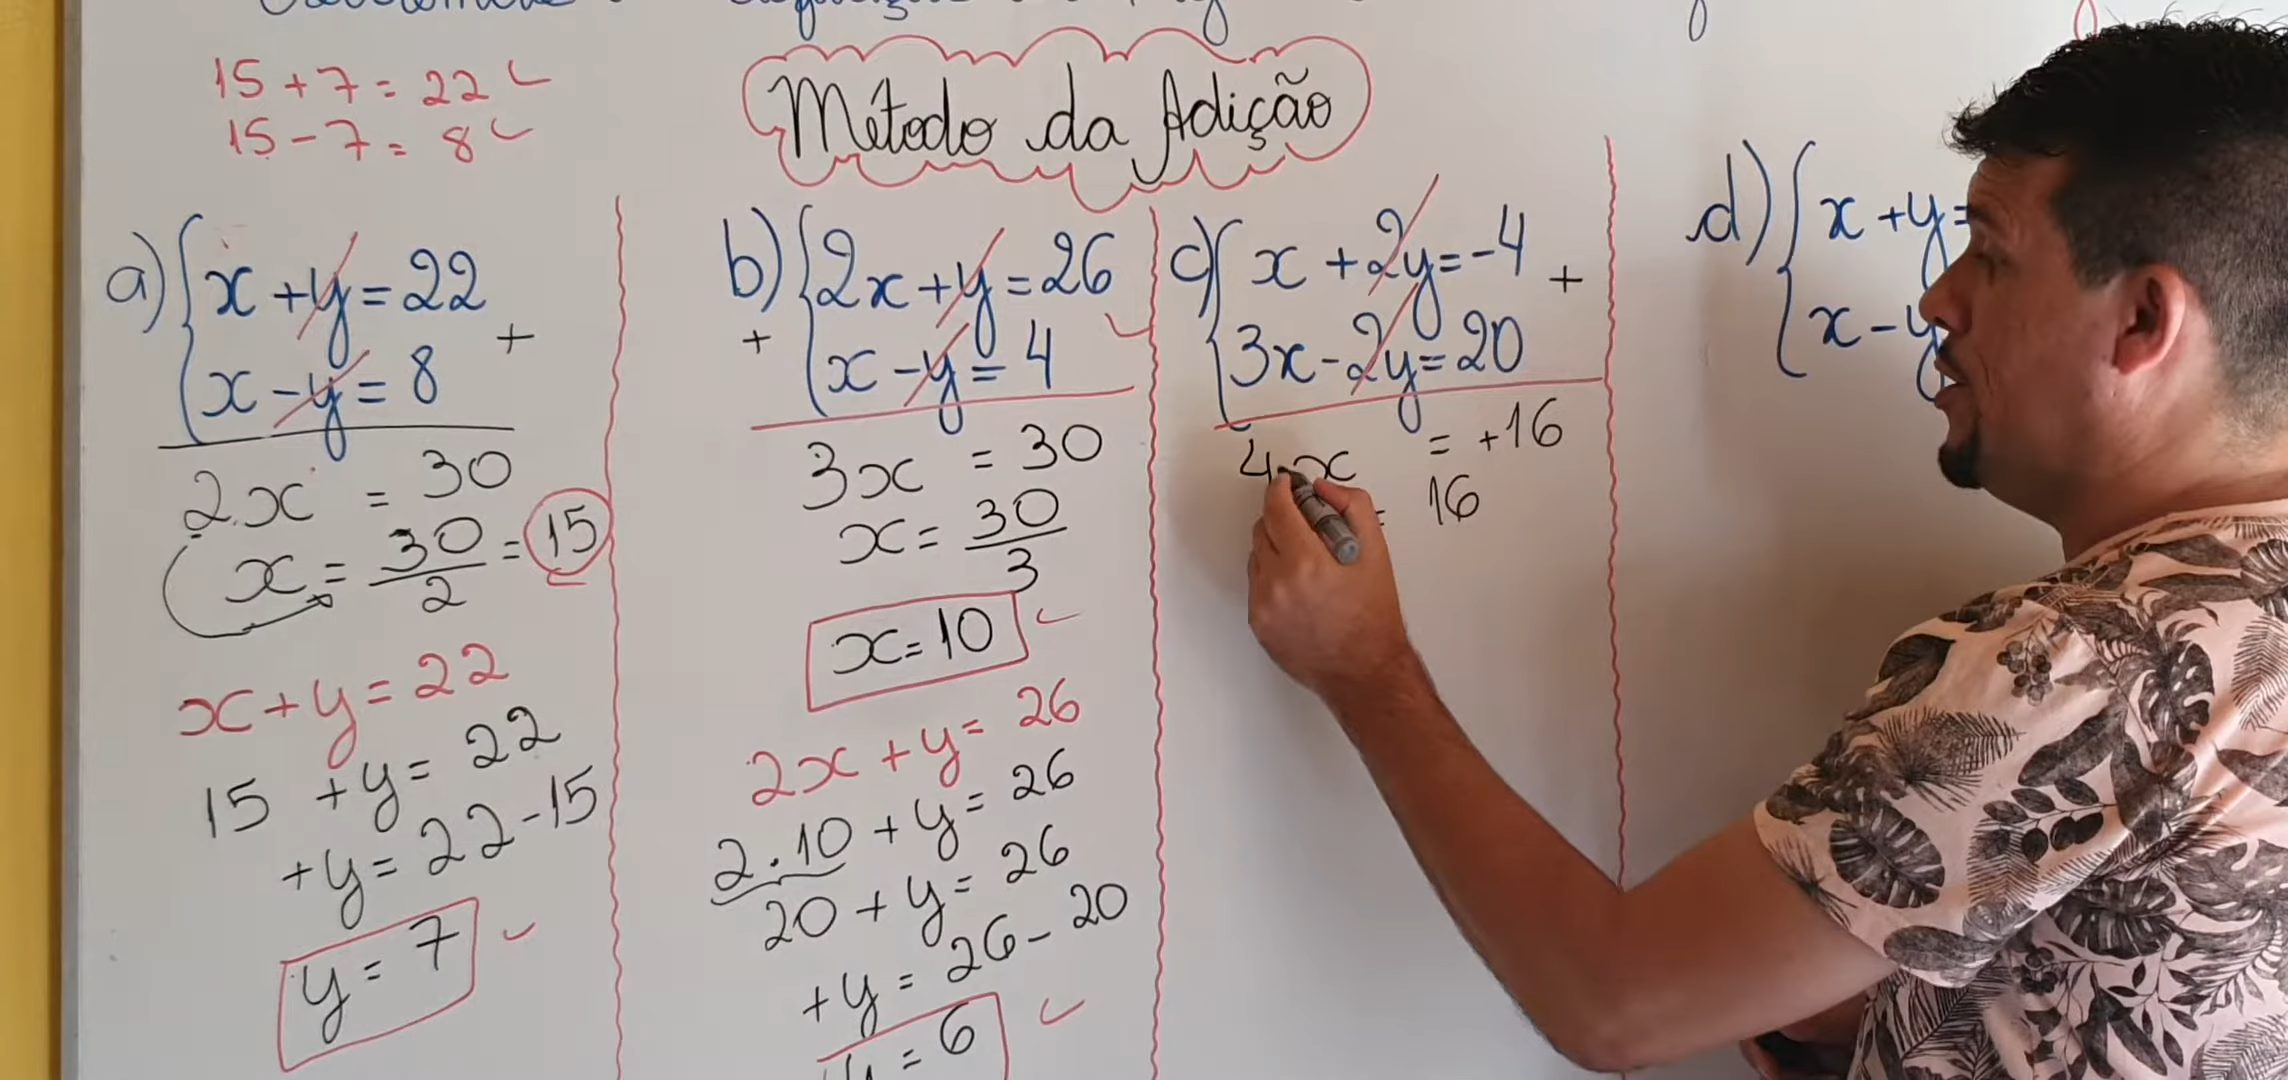 15 + 7 = 22
15 - 7 = 8
Método da Adição
a) x + y = 22
x - y = 8 +
2x = 30
x = 30/2 = 15
x + y = 22
15 + y = 22
+y = 22 - 15
y = 7
b) 2x + y = 26
+ x - y = 4
3x = 30
x = 30/3
x = 10
2x + y = 26
2 . 10 + y = 26
20 + y = 26
+y = 26 - 20
y = 6
c) x + 2y = -4 +
3x - 2y = 20
4x = +16
= 16
d) x + y =
x - y